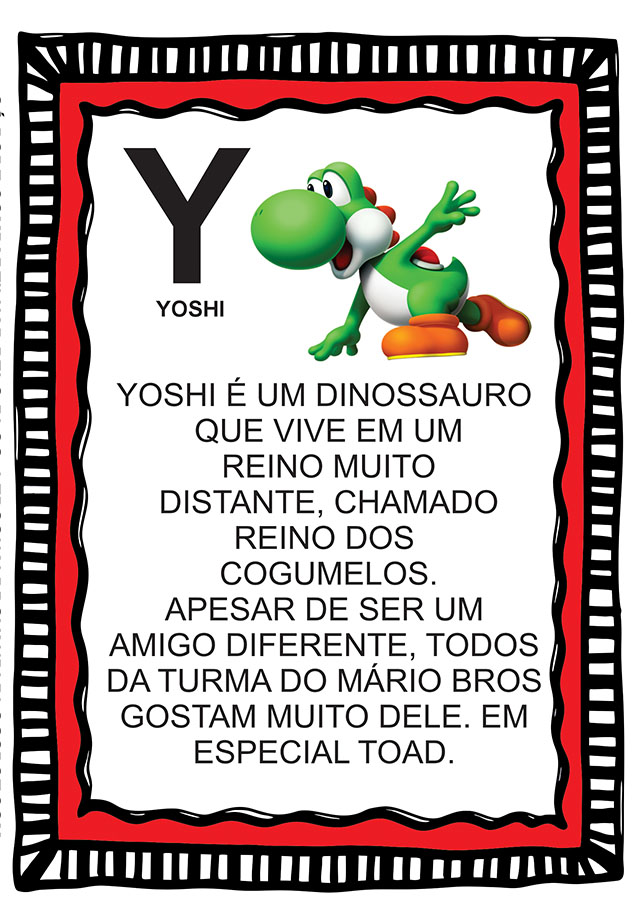 Y
YOSHI
YOSHI É UM DINOSSAURO
QUE VIVE EM UM
REINO MUITO
DISTANTE, CHAMADO
REINO DOS
COGUMELOS.
APESAR DE SER UM
AMIGO DIFERENTE, TODOS
DA TURMA DO MÁRIO BROS
GOSTAM MUITO DELE. EM
ESPECIAL TOAD.